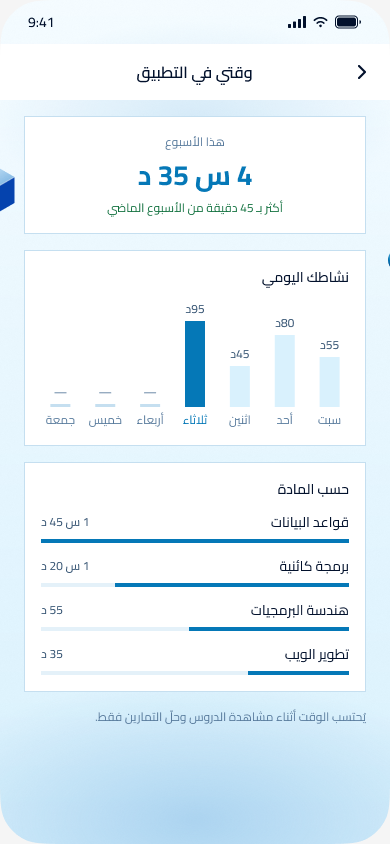 9:41
وقتي في التطبيق
هذا الأسبوع
4 س 35 د
أكثر بـ 45 دقيقة من الأسبوع الماضي
نشاطك اليومي
55د
80د
45د
95د
—
—
—
سبت
أحد
اثنين
ثلاثاء
أربعاء
خميس
جمعة
حسب المادة
قواعد البيانات
1 س 45 د
برمجة كائنية
1 س 20 د
هندسة البرمجيات
55 د
تطوير الويب
35 د
يُحتسب الوقت أثناء مشاهدة الدروس وحلّ التمارين فقط.